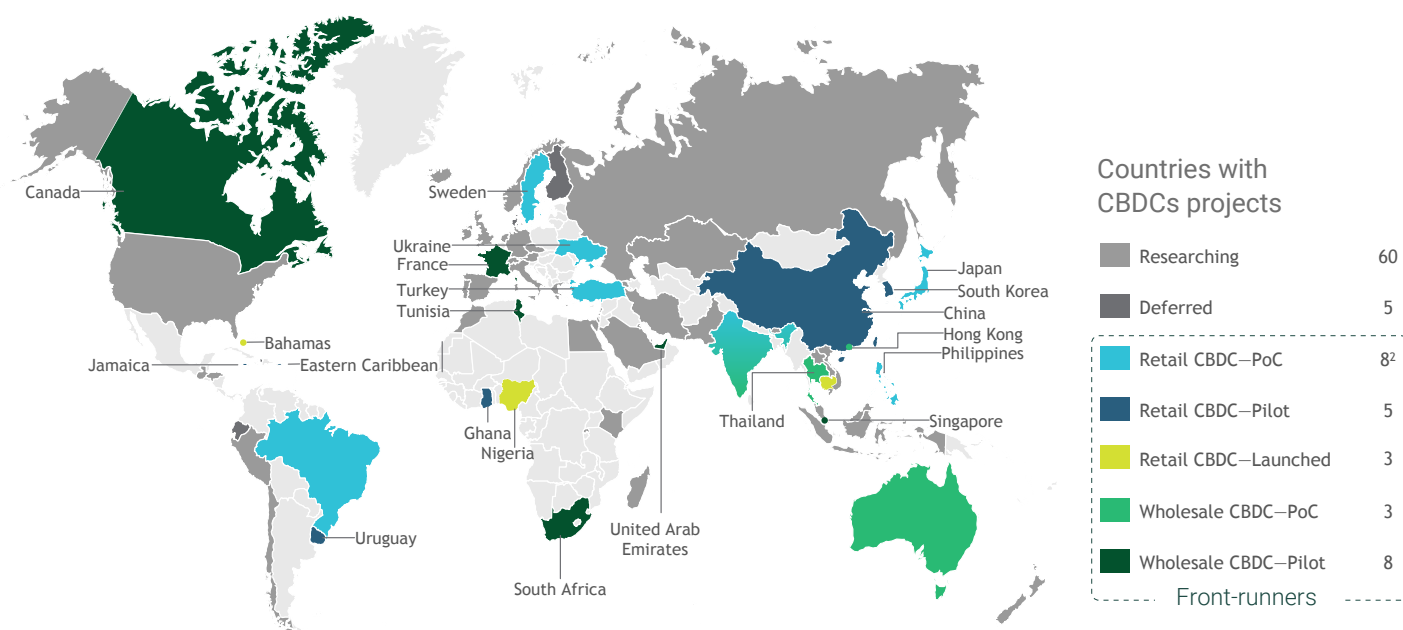 Canada
Sweden
Ukraine
France
Turkey
Tunisia
Bahamas
Jamaica
Eastern Caribbean
Ghana
Nigeria
Uruguay
South Africa
United Arab
Emirates
Thailand
Japan
South Korea
China
Hong Kong
Philippines
Singapore
Countries with
CBDCs projects
Researching 60
Deferred 5
Retail CBDC—PoC 8²
Retail CBDC—Pilot 5
Retail CBDC—Launched 3
Wholesale CBDC—PoC 3
Wholesale CBDC—Pilot 8
Front-runners